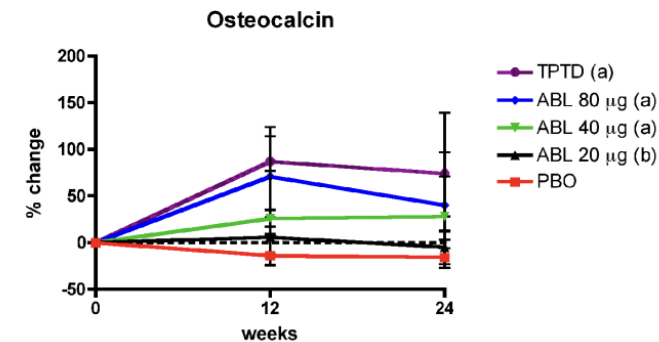 Osteocalcin
200
150
100
50
0
-50
% change
0
12
24
weeks
TPTD (a)
ABL 80 μg (a)
ABL 40 μg (a)
ABL 20 μg (b)
PBO